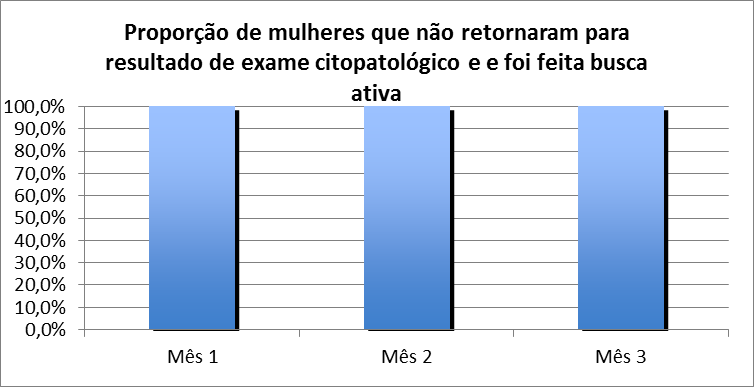 Proporção de mulheres que não retornaram para
resultado de exame citopatológico e e foi feita busca
ativa
100,0%
90,0%
80,0%
70,0%
60,0%
50,0%
40,0%
30,0%
20,0%
10,0%
0,0%
Mês 1 Mês 2 Mês 3